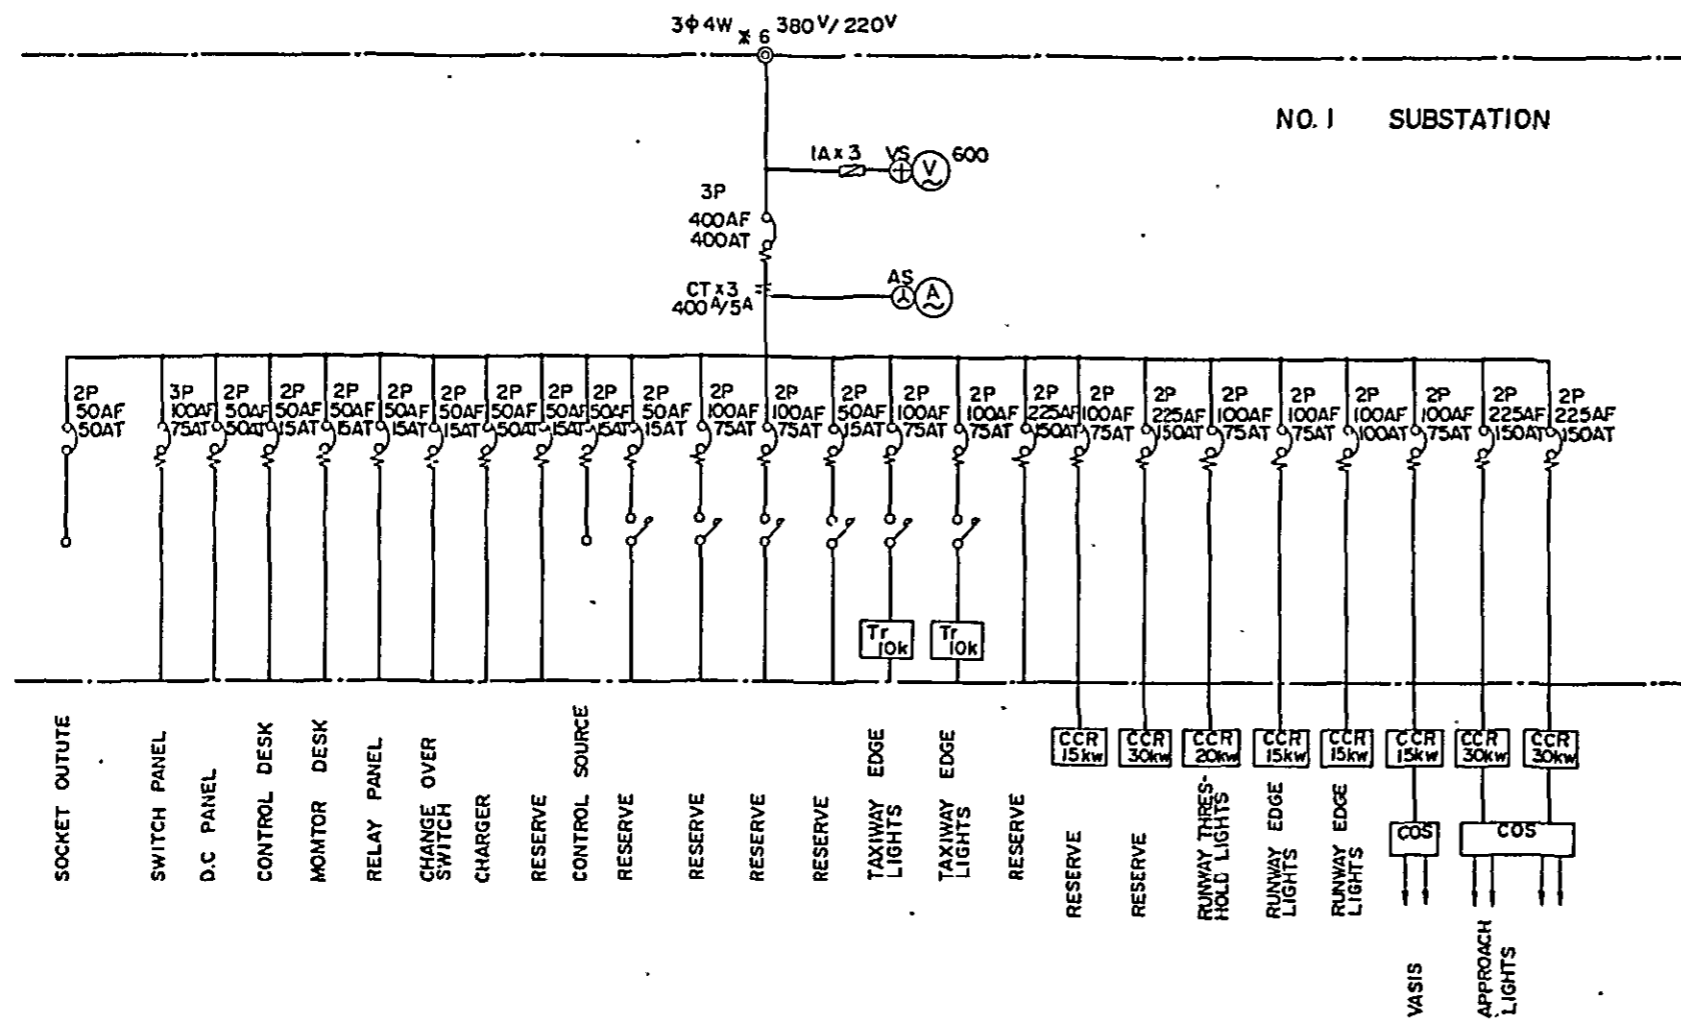 3φ4W ※6 380V/220V
NO.1 SUBSTATION
1A×3 VS V 600
3P
400AF
400AT
AS A
CT×3
400A/5A
2P
50AF
50AT
3P
100AF
75AT
2P
50AF
50AT
2P
50AF
15AT
2P
50AF
15AT
2P
50AF
15AT
2P
50AF
15AT
2P
50AF
50AT
2P
50AF
15AT
2P
50AF
15AT
2P
50AF
15AT
2P
100AF
75AT
2P
100AF
75AT
2P
50AF
15AT
2P
100AF
75AT
2P
100AF
75AT
2P
225AF
150AT
2P
100AF
75AT
2P
225AF
150AT
2P
100AF
75AT
2P
100AF
75AT
2P
100AF
100AT
2P
100AF
75AT
2P
225AF
150AT
2P
225AF
150AT
Tr
10k
Tr
10k
CCR
15kw
CCR
30kw
CCR
20kw
CCR
15kw
CCR
15kw
CCR
15kw
CCR
30kw
CCR
30kw
COS
COS
SOCKET OUTUTE
SWITCH PANEL
D.C PANEL
CONTROL DESK
MOMTOR DESK
RELAY PANEL
CHANGE OVER
SWITCH
CHARGER
RESERVE
CONTROL SOURCE
RESERVE
RESERVE
RESERVE
RESERVE
TAXIWAY EDGE
LIGHTS
TAXIWAY EDGE
LIGHTS
RESERVE
RESERVE
RESERVE
RUNWAY THRES-
HOLD LIGHTS
RUNWAY EDGE
LIGHTS
RUNWAY EDGE
LIGHTS
VASIS
APPROACH
LIGHTS